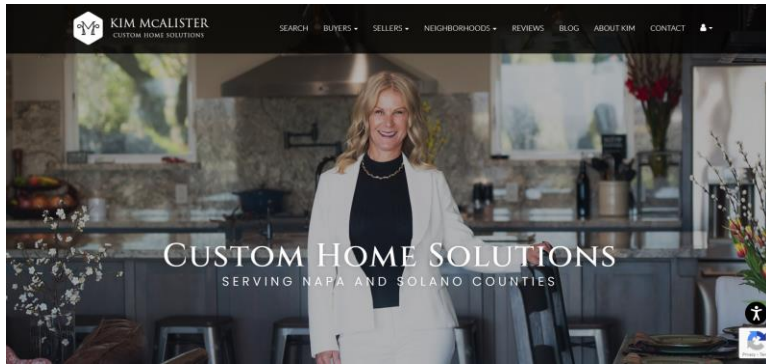 KIM MCALISTER
CUSTOM HOME SOLUTIONS
SEARCH BUYERS SELLERS NEIGHBORHOODS REVIEWS BLOG ABOUT KIM CONTACT
CUSTOM HOME SOLUTIONS
SERVING NAPA AND SOLANO COUNTIES